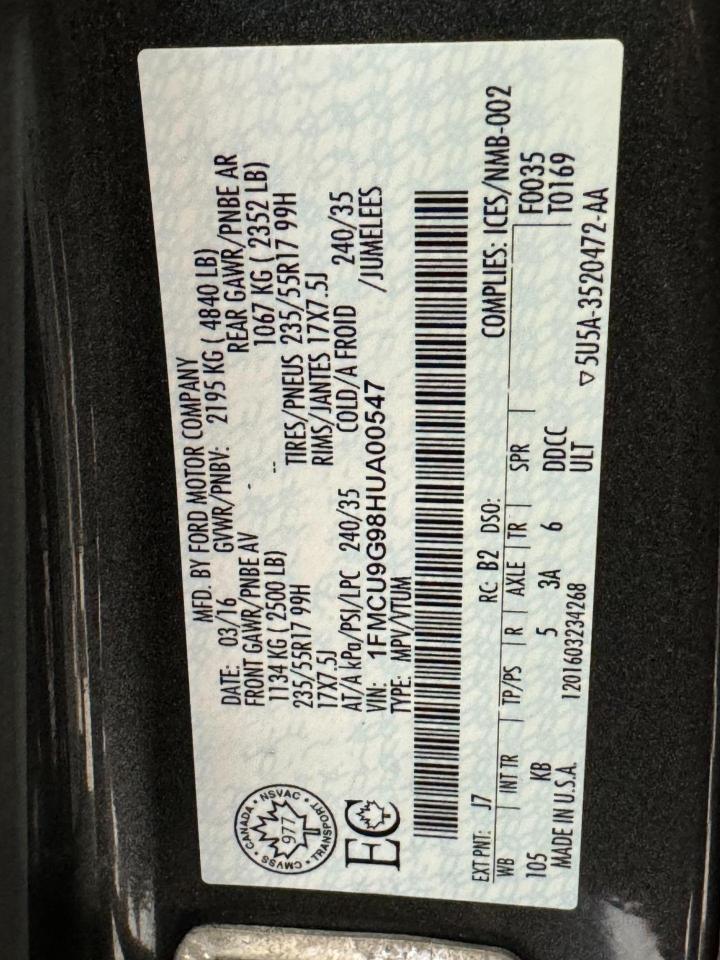 MFD. BY FORD MOTOR COMPANY
DATE: 03/16 GVWR/PNBV: 2195 KG ( 4840 LB)
FRONT GAWR/PNBE AV REAR GAWR/PNBE AR
1134 KG ( 2500 LB) 1067 KG ( 2352 LB)
235/55R17 99H TIRES/PNEUS 235/55R17 99H
17X7.5J RIMS/JANTES 17X7.5J
AT/A kPa/PSI/LPC 240/35 COLD/A FROID 240/35
VIN: 1FMCU9G98HUA00547 /JUMELEES
TYPE: MPV/VTUM
CANADA · NSVAC · TRANSPORT · CMVSS
977
T
EC
EXT PNT: J7 RC: B2 DSO: COMPLIES: ICES/NMB-002
WB | INT TR | TP/PS | R | AXLE | TR | SPR | F0035
105 KB 5 3A 6 DDCC T0169
ULT
MADE IN U.S.A. 1201603234268 ▽ 5U5A-3520472-AA